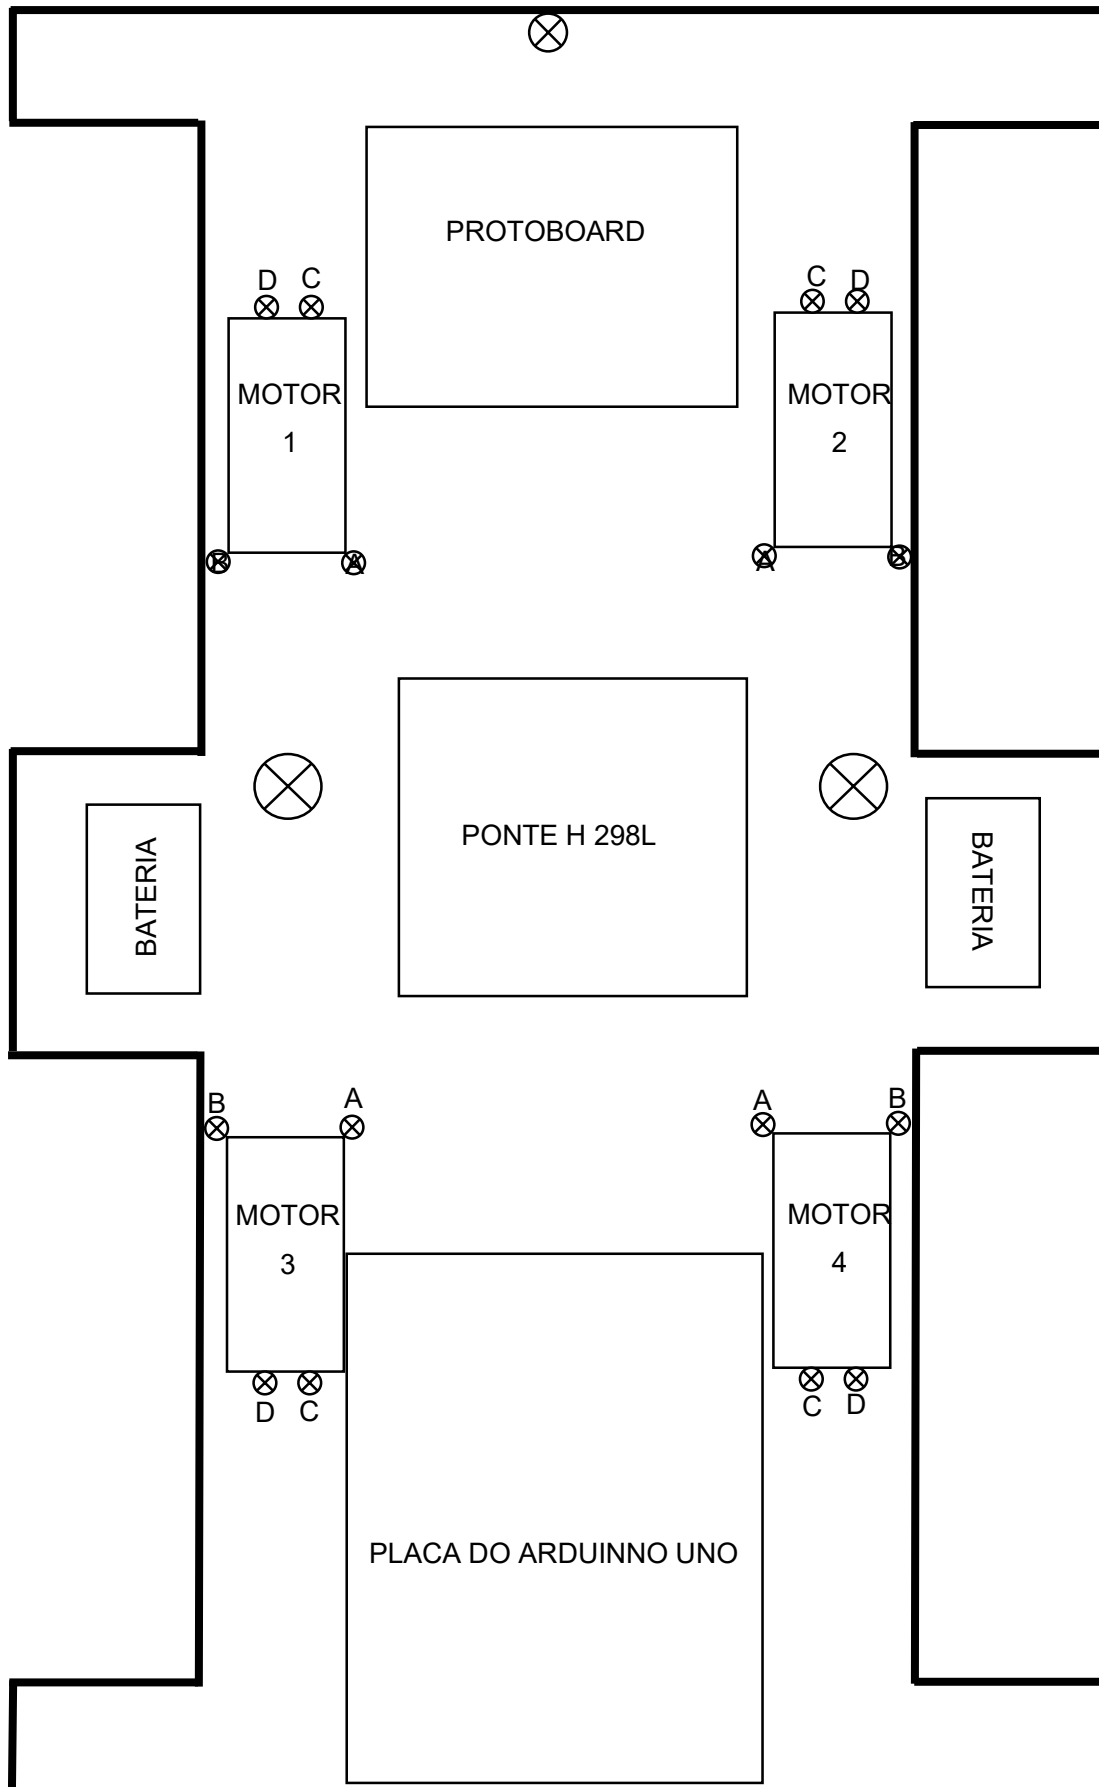 PROTOBOARD
D C
C D
MOTOR
1
MOTOR
2
B A
A B
PONTE H 298L
BATERIA
BATERIA
B A
A B
MOTOR
3
MOTOR
4
D C
C D
PLACA DO ARDUINNO UNO